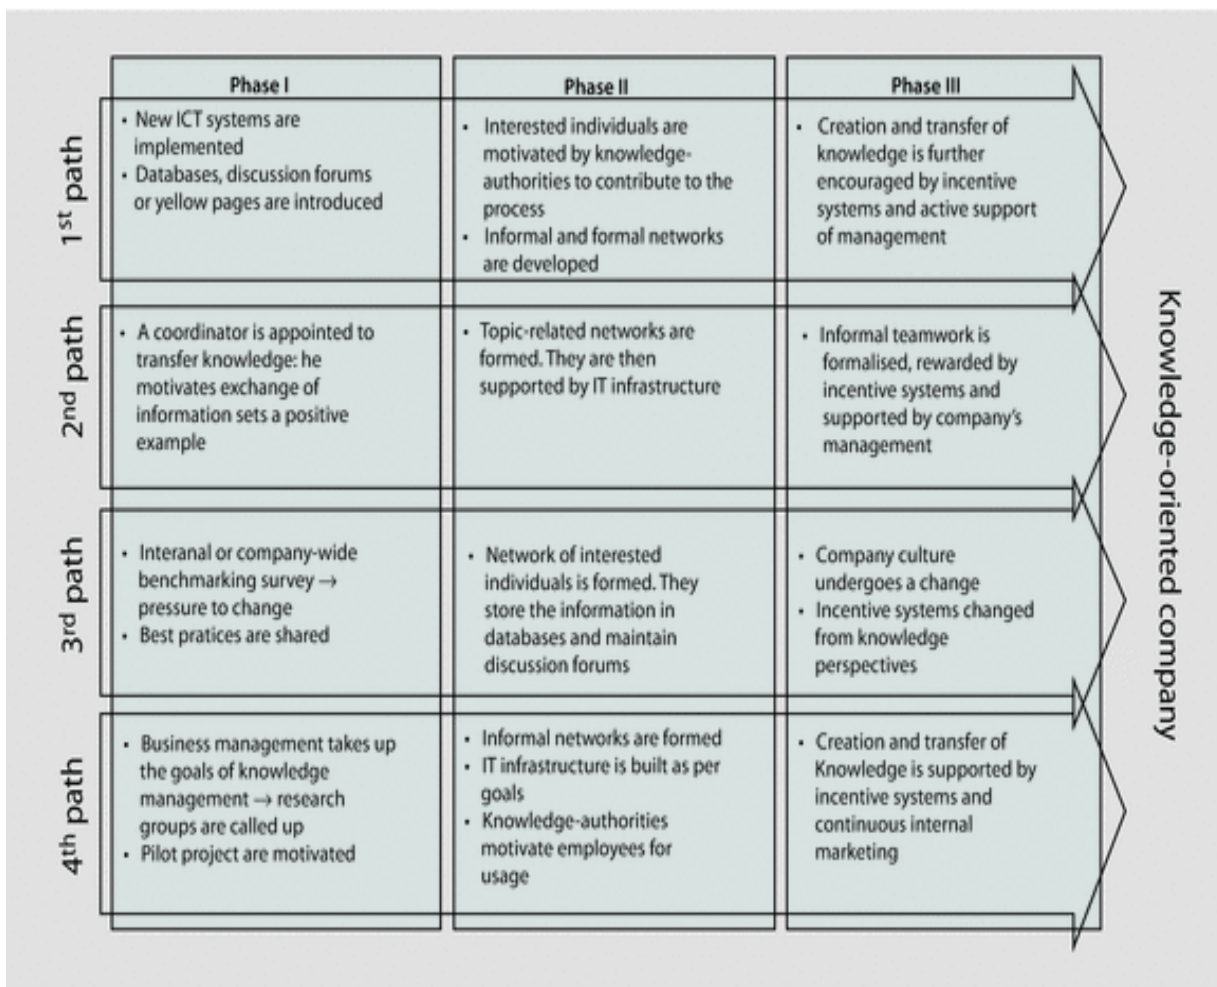 Phase I
Phase II
Phase III
1st path
• New ICT systems are
implemented
• Databases, discussion forums
or yellow pages are introduced
• Interested individuals are
motivated by knowledge-
authorities to contribute to the
process
• Informal and formal networks
are developed
• Creation and transfer of
knowledge is further
encouraged by incentive
systems and active support
of management
2nd path
• A coordinator is appointed to
transfer knowledge: he
motivates exchange of
information sets a positive
example
• Topic-related networks are
formed. They are then
supported by IT infrastructure
• Informal teamwork is
formalised, rewarded by
incentive systems and
supported by company's
management
3rd path
• Interanal or company-wide
benchmarking survey →
pressure to change
• Best pratices are shared
• Network of interested
individuals is formed. They
store the information in
databases and maintain
discussion forums
• Company culture
undergoes a change
• Incentive systems changed
from knowledge
perspectives
4th path
• Business management takes up
the goals of knowledge
management → research
groups are called up
• Pilot project are motivated
• Informal networks are formed
• IT infrastructure is built as per
goals
• Knowledge-authorities
motivate employees for
usage
• Creation and transfer of
Knowledge is supported by
incentive systems and
continuous internal
marketing
Knowledge-oriented company